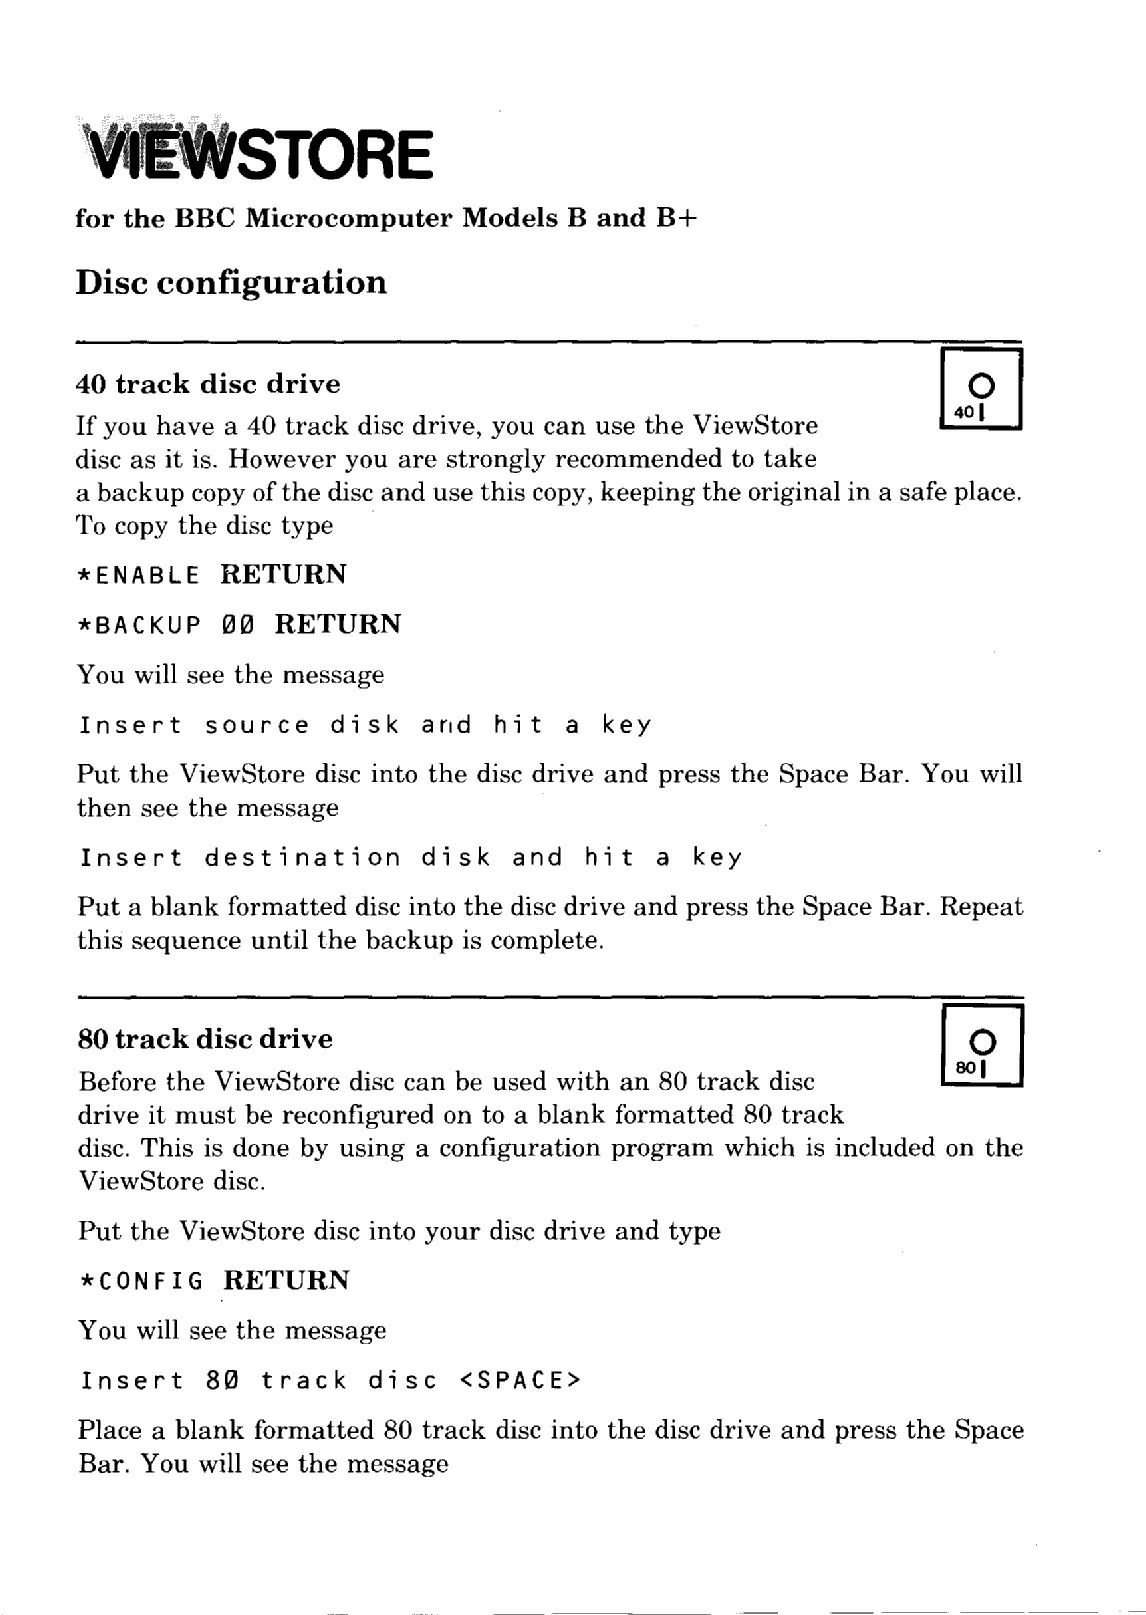 VIEWSTORE
for the BBC Microcomputer Models B and B+
Disc configuration
40 track disc drive
40
If you have a 40 track disc drive, you can use the ViewStore
disc as it is. However you are strongly recommended to take
a backup copy of the disc and use this copy, keeping the original in a safe place.
To copy the disc type
*ENABLE RETURN
*BACKUP 00 RETURN
You will see the message
Insert source disk and hit a key
Put the ViewStore disc into the disc drive and press the Space Bar. You will
then see the message
Insert destination disk and hit a key
Put a blank formatted disc into the disc drive and press the Space Bar. Repeat
this sequence until the backup is complete.
80 track disc drive
80
Before the ViewStore disc can be used with an 80 track disc
drive it must be reconfigured on to a blank formatted 80 track
disc. This is done by using a configuration program which is included on the
ViewStore disc.
Put the ViewStore disc into your disc drive and type
*CONFIG RETURN
You will see the message
Insert 80 track disc <SPACE>
Place a blank formatted 80 track disc into the disc drive and press the Space
Bar. You will see the message